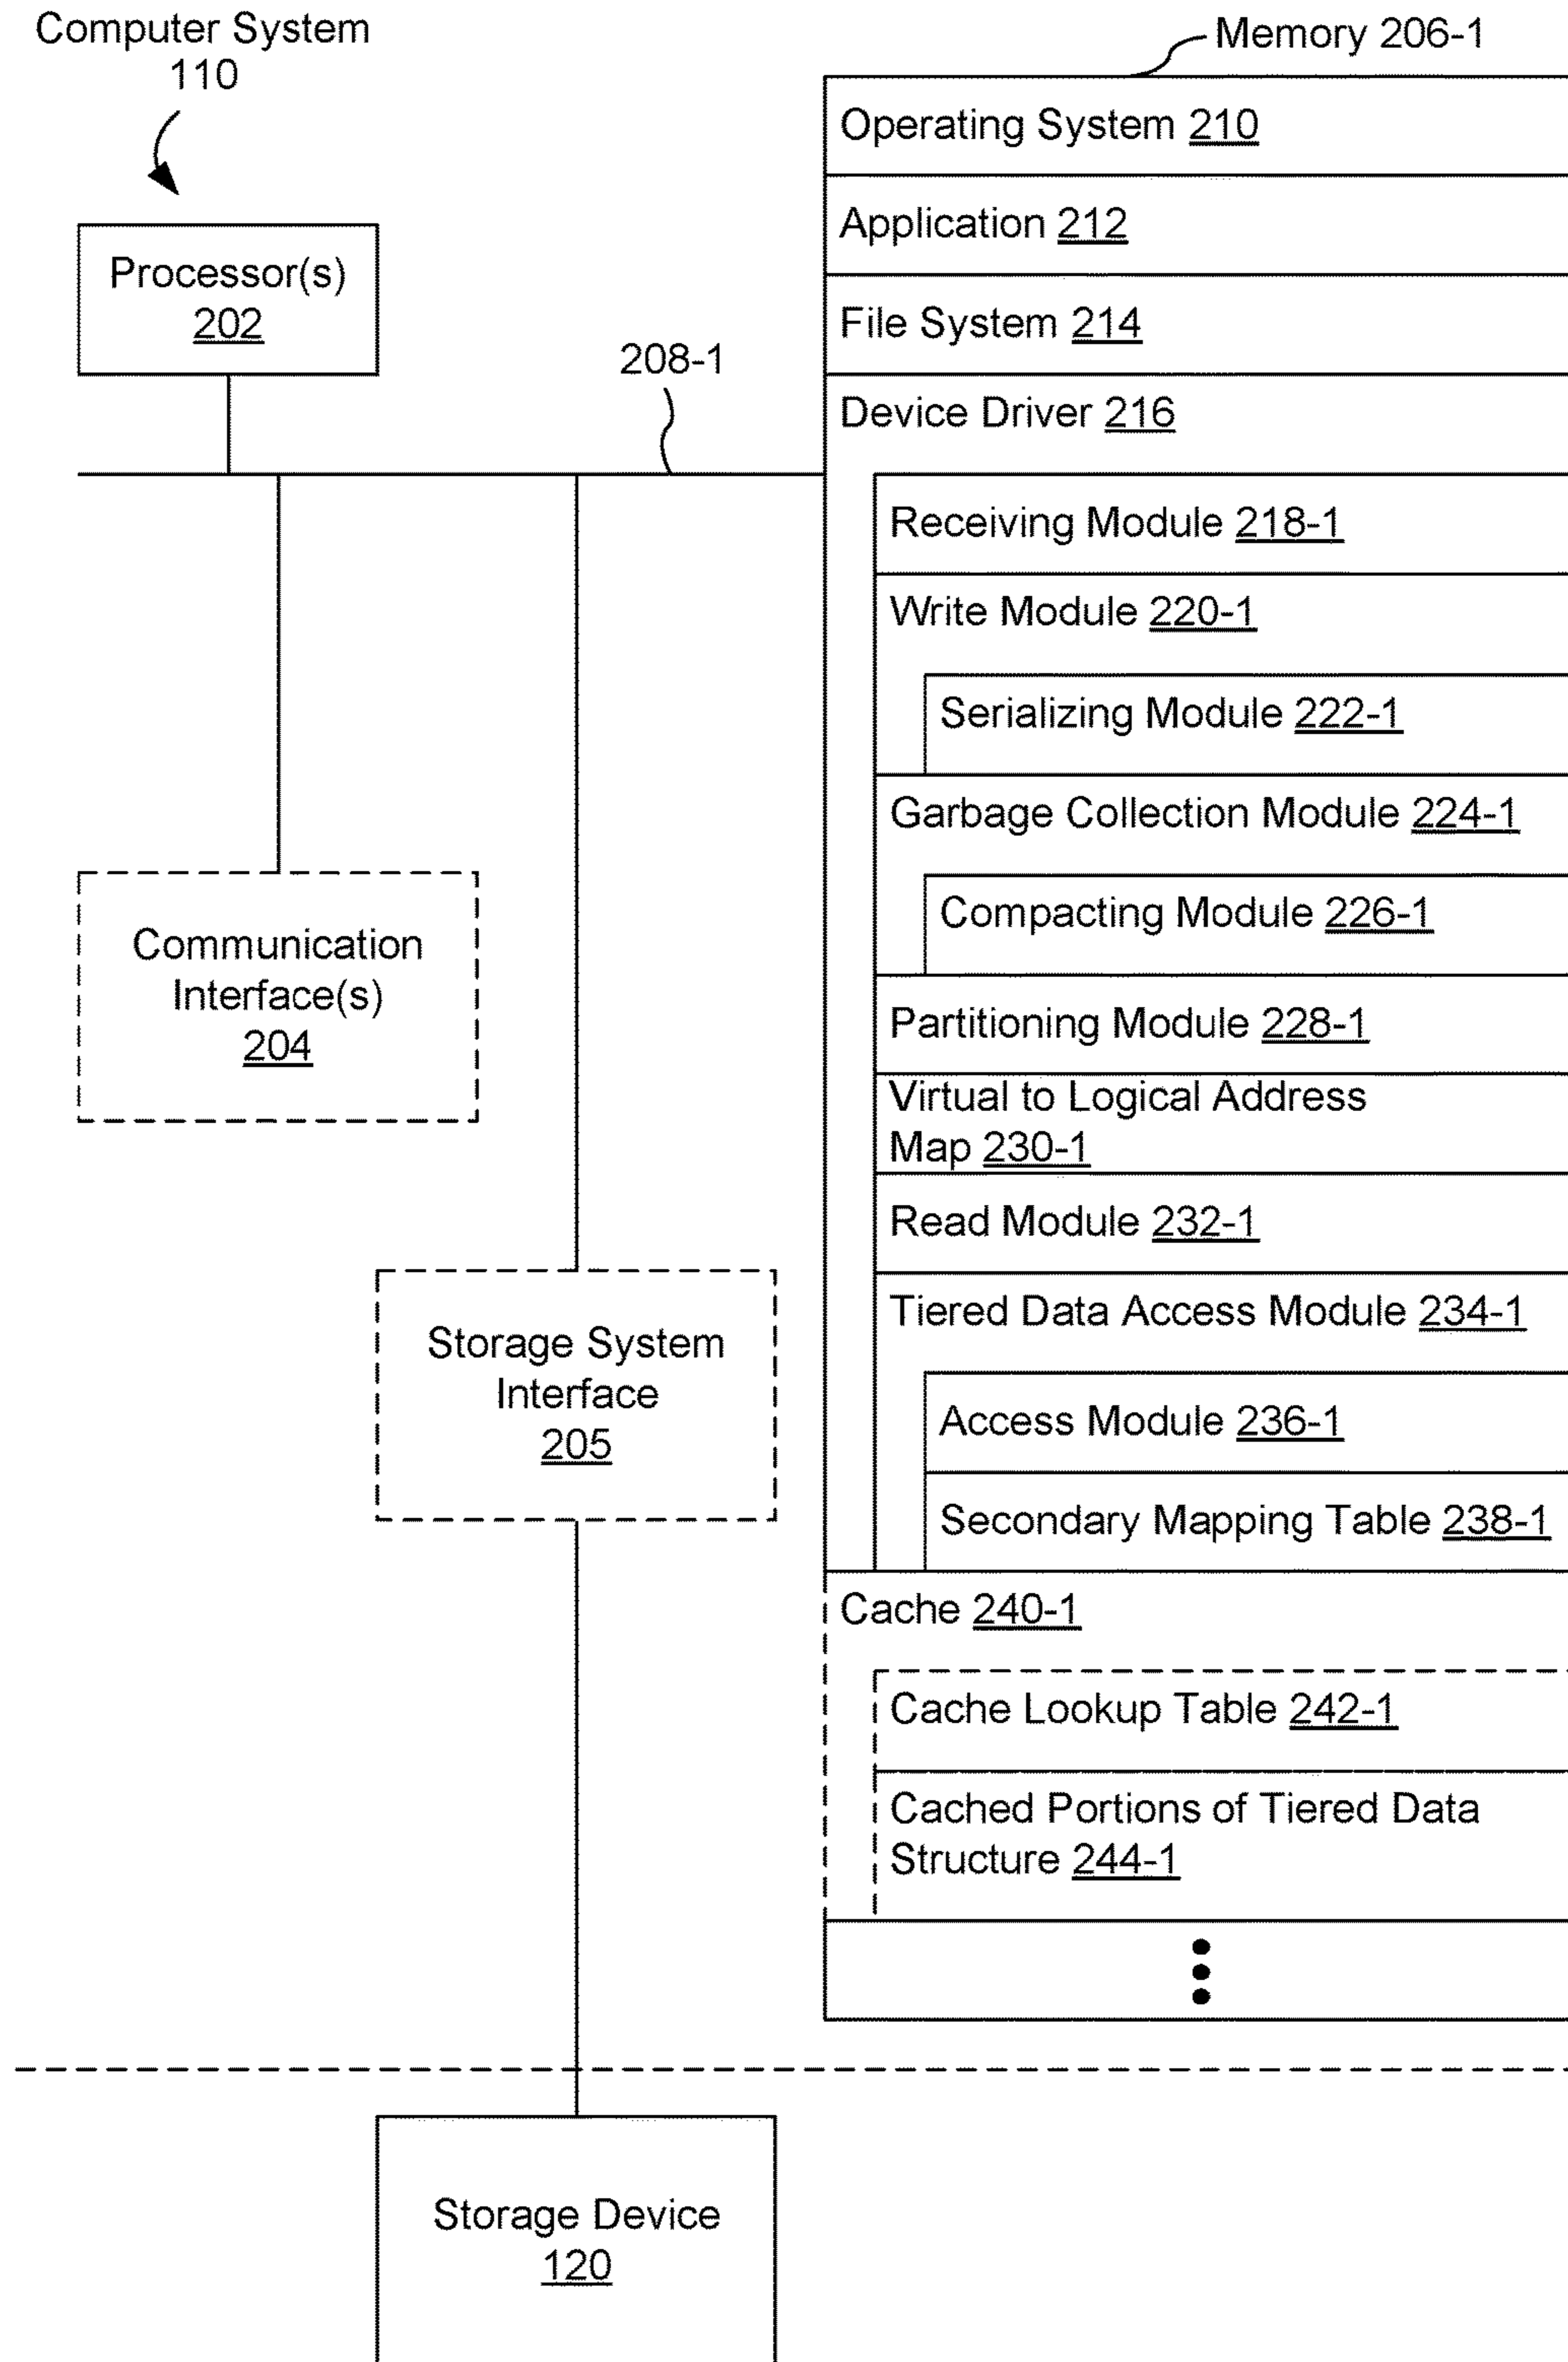 Computer System
110
Memory 206-1
Operating System 210
Application 212
Processor(s)
202
File System 214
208-1
Device Driver 216
Receiving Module 218-1
Write Module 220-1
Serializing Module 222-1
Garbage Collection Module 224-1
Compacting Module 226-1
Communication
Interface(s)
204
Partitioning Module 228-1
Virtual to Logical Address
Map 230-1
Read Module 232-1
Tiered Data Access Module 234-1
Storage System
Interface
205
Access Module 236-1
Secondary Mapping Table 238-1
Cache 240-1
Cache Lookup Table 242-1
Cached Portions of Tiered Data
Structure 244-1
Storage Device
120